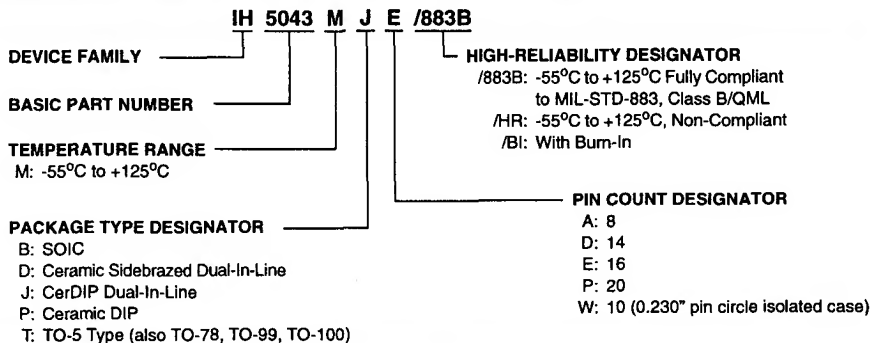 IH 5043 M J E /883B
DEVICE FAMILY
BASIC PART NUMBER
TEMPERATURE RANGE
M: -55°C to +125°C
PACKAGE TYPE DESIGNATOR
B: SOIC
D: Ceramic Sidebrazed Dual-In-Line
J: CerDIP Dual-In-Line
P: Ceramic DIP
T: TO-5 Type (also TO-78, TO-99, TO-100)
HIGH-RELIABILITY DESIGNATOR
/883B: -55°C to +125°C Fully Compliant
to MIL-STD-883, Class B/QML
/HR: -55°C to +125°C, Non-Compliant
/BI: With Burn-In
PIN COUNT DESIGNATOR
A: 8
D: 14
E: 16
P: 20
W: 10 (0.230" pin circle isolated case)